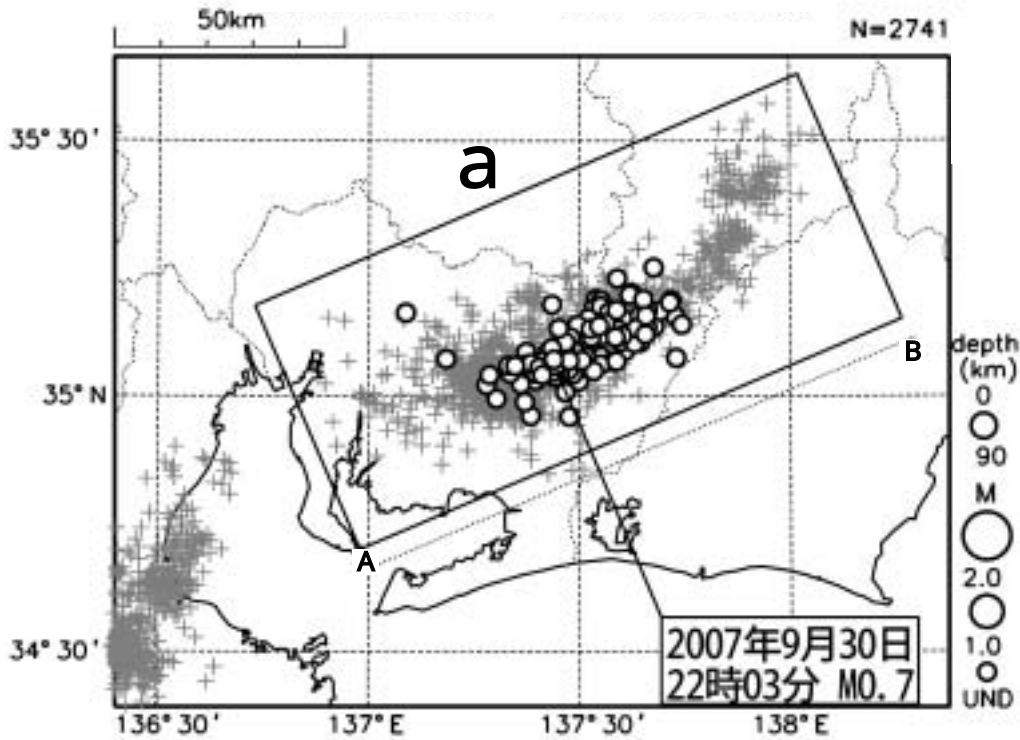 50km
N=2741
35°30'
a
35°N
B
A
34°30'
136°30'
137°E
137°30'
138°E
depth
(km)
0
90
M
2.0
1.0
UND
2007年9月30日
22時03分 M0.7